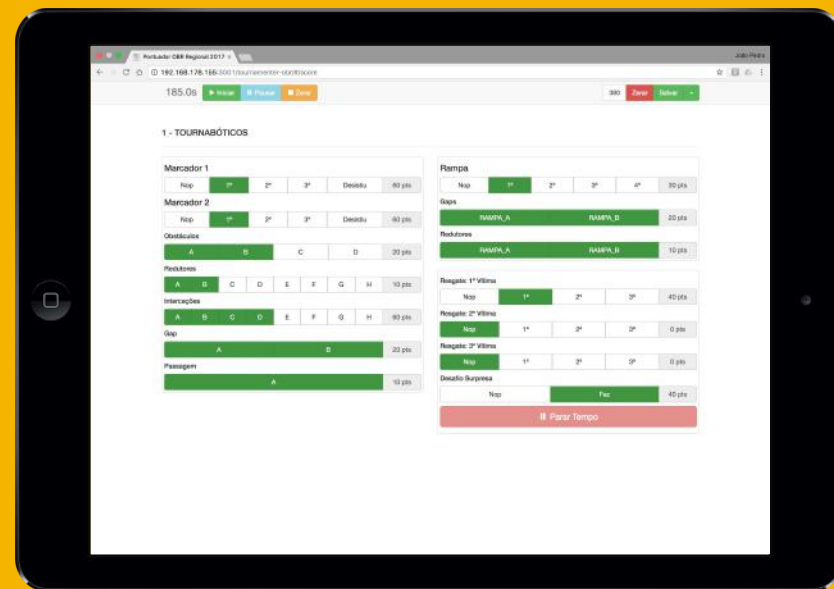 Pontuador OBR Regional 2017
João Pedro
192.168.178.155
185.0s Iniciar Pausar Zerar 380 Zerar Salvar
1 - TOURNABÓTICOS
Marcador 1
Nop 1º 2º 3º Desistiu 60 pts
Marcador 2
Nop 1º 2º 3º Desistiu 60 pts
Obstáculos
A B C D 20 pts
Redutores
A B C D E F G H 10 pts
Interceções
A B C D E F G H 60 pts
Gap
A B 20 pts
Passagem
A 10 pts
Rampa
Nop 1º 2º 3º 4º 30 pts
Gaps
RAMPA_A RAMPA_B 20 pts
Redutores
RAMPA_A RAMPA_B 10 pts
Resgate: 1ª Vítima
Nop 1º 2º 3º 40 pts
Resgate: 2ª Vítima
Nop 1º 2º 3º 0 pts
Resgate: 3ª Vítima
Nop 1º 2º 3º 0 pts
Desafio Surpresa
Nop Fez 40 pts
Parar Tempo